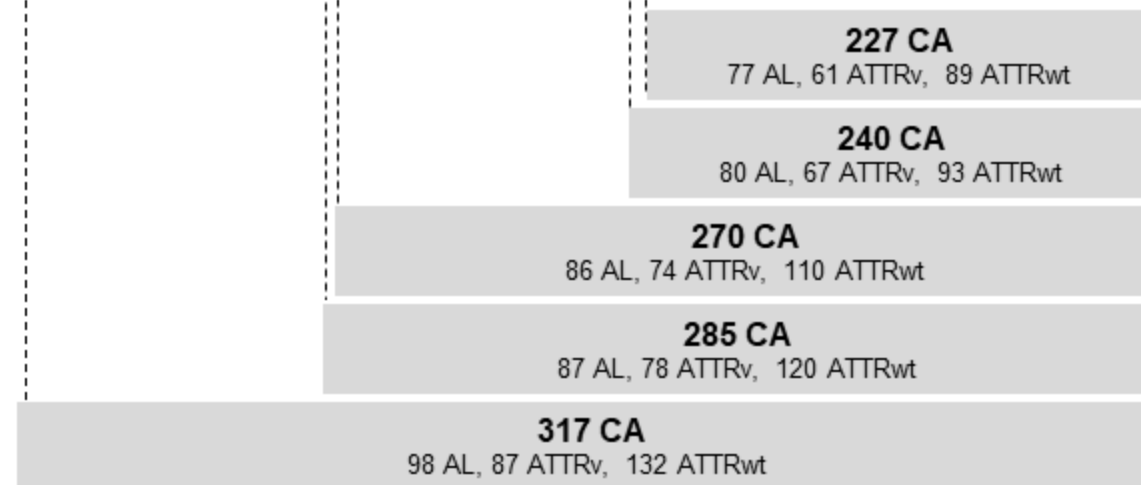 227 CA
77 AL, 61 ATTRv, 89 ATTRwt
240 CA
80 AL, 67 ATTRv, 93 ATTRwt
270 CA
86 AL, 74 ATTRv, 110 ATTRwt
285 CA
87 AL, 78 ATTRv, 120 ATTRwt
317 CA
98 AL, 87 ATTRv, 132 ATTRwt